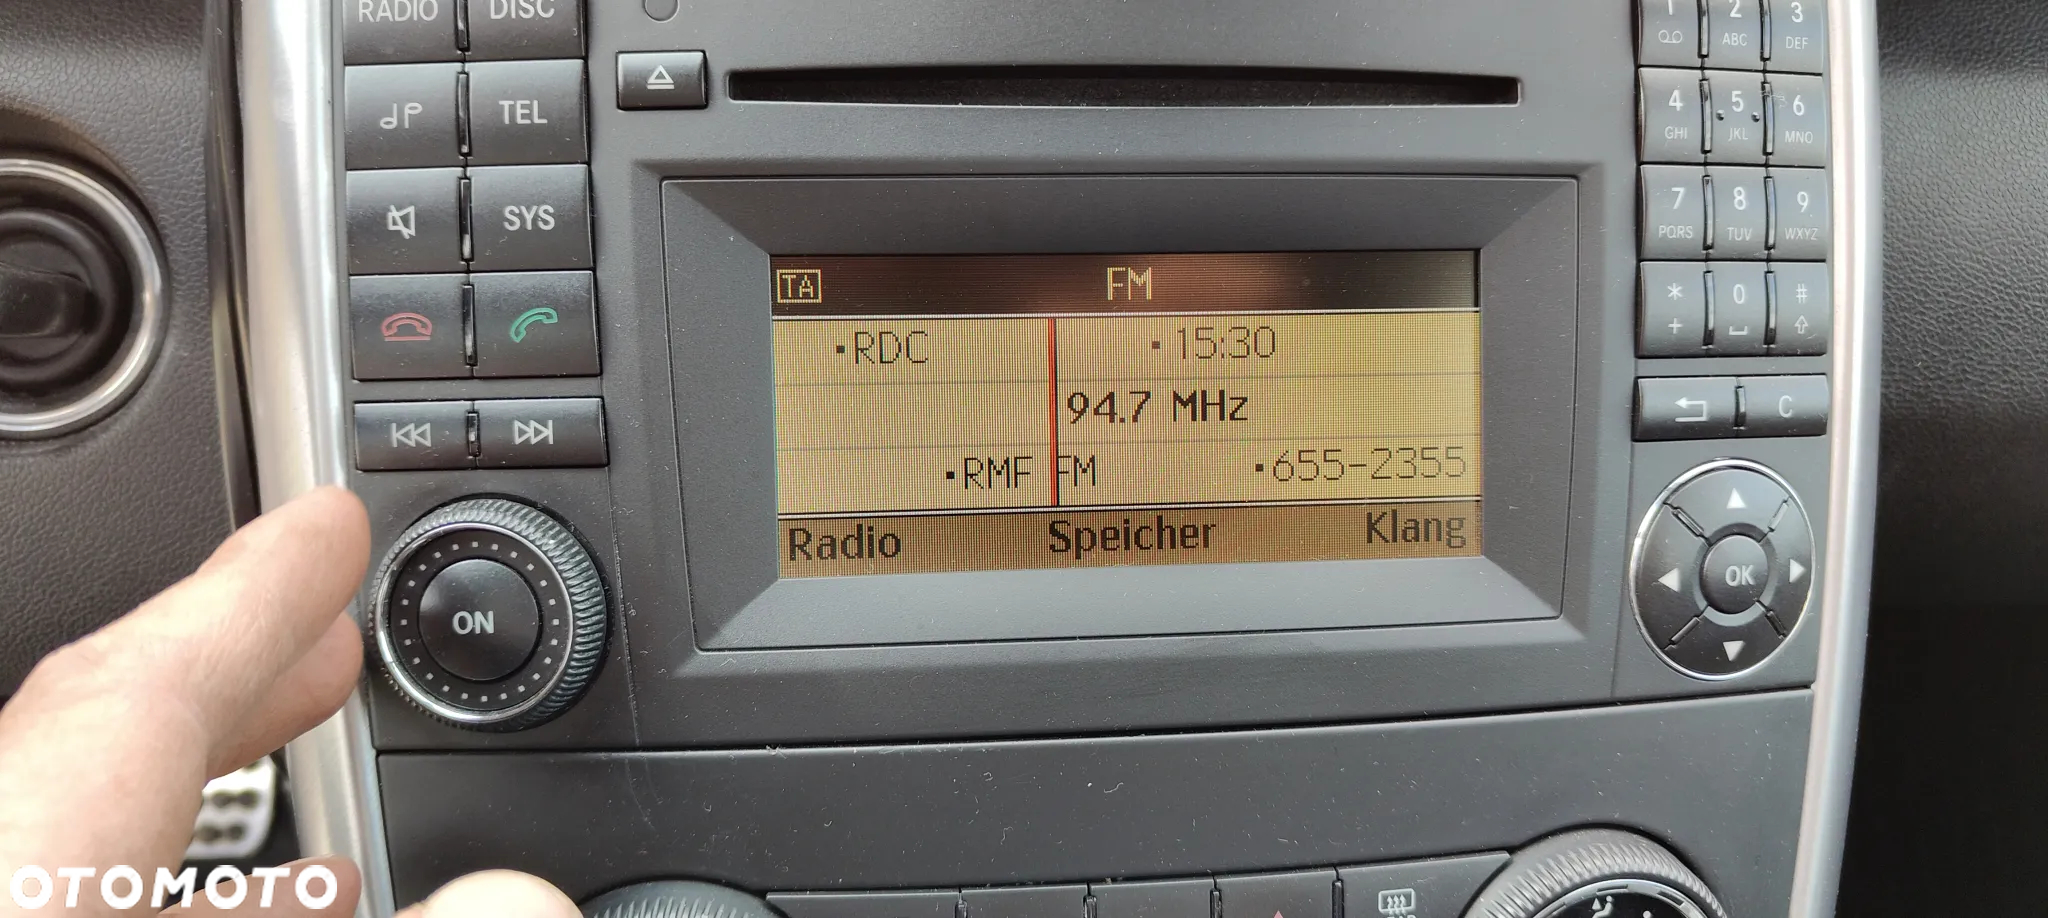 RADIO DISC
TEL
SYS
ON
TA FM
RDC 15:30
94.7 MHz
RMF FM 655-2355
Radio Speicher Klang
1 2 ABC 3 DEF
4 GHI 5 JKL 6 MNO
7 PQRS 8 TUV 9 WXYZ
* + 0 #
C
OK
OTOMOTO